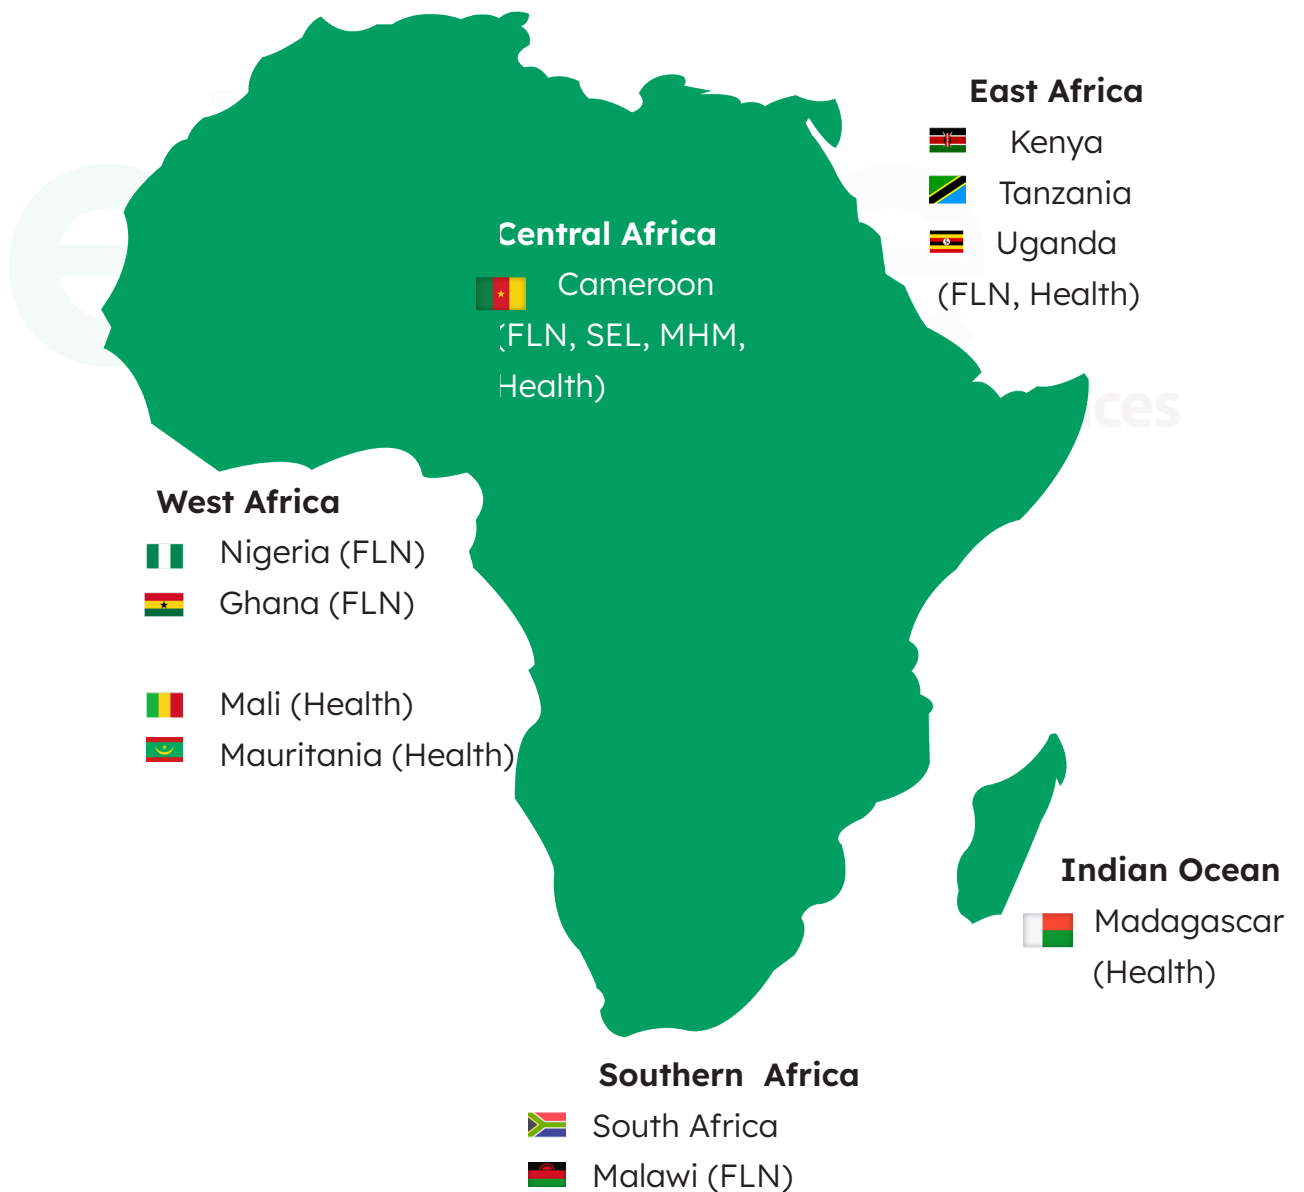 East Africa
Kenya
Tanzania
Uganda
(FLN, Health)
Central Africa
Cameroon
(FLN, SEL, MHM,
Health)
ces
West Africa
Nigeria (FLN)
Ghana (FLN)
Mali (Health)
Mauritania (Health)
Indian Ocean
Madagascar
(Health)
Southern Africa
South Africa
Malawi (FLN)